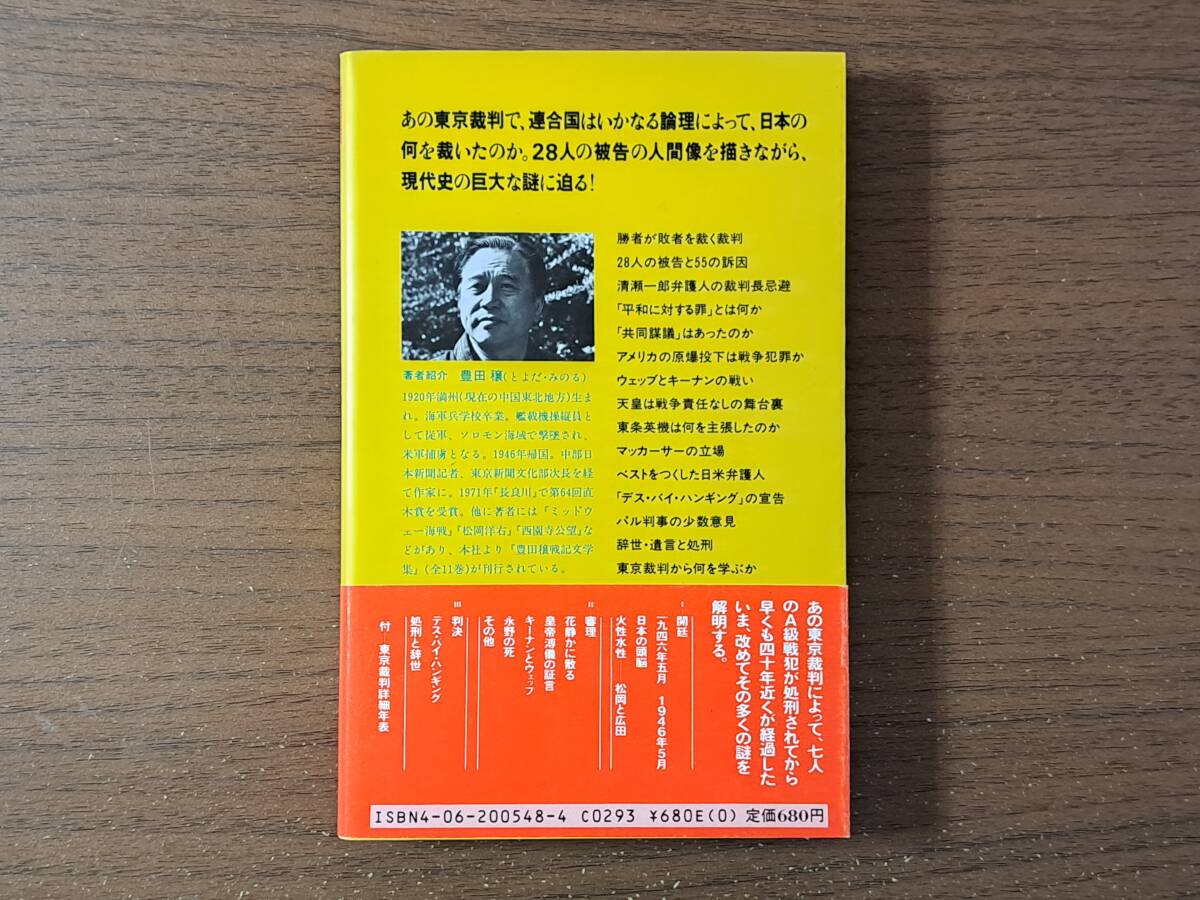 あの東京裁判で、連合国はいかなる論理によって、日本の
何を裁いたのか。28人の被告の人間像を描きながら、
現代史の巨大な謎に迫る!
著者紹介 豊田 穣(とよだ・みのる)
1920年満州(現在の中国東北地方)生ま
れ。海軍兵学校卒業。艦載機操縦員と
して従軍、ソロモン海域で撃墜され、
米軍捕虜となる。1946年帰国。中部日
本新聞記者、東京新聞文化部次長を経
て作家に。1971年「長良川」で第64回直
木賞を受賞。他に著者には『ミッドウ
ェー海戦』『松岡洋右』『西園寺公望』な
どがあり、本社より『豊田穣戦記文学
集』(全11巻)が刊行されている。
勝者が敗者を裁く裁判
28人の被告と55の訴因
清瀬一郎弁護人の裁判長忌避
「平和に対する罪」とは何か
「共同謀議」はあったのか
アメリカの原爆投下は戦争犯罪か
ウェッブとキーナンの戦い
天皇は戦争責任なしの舞台裏
東条英機は何を主張したのか
マッカーサーの立場
ベストをつくした日米弁護人
「デス・バイ・ハンギング」の宣告
パル判事の少数意見
辞世・遺言と処刑
東京裁判から何を学ぶか
あの東京裁判によって、七人
のA級戦犯が処刑されてから
早くも四十年近くが経過した
いま、改めてその多くの謎を
解明する。
I 開廷
一九四六年五月 1946年5月
日本の頭脳
火性水性 松岡と広田
II 審理
花静かに散る
皇帝溥儀の証言
キーナンとウェッブ
永野の死
その他
III 判決
デス・バイ・ハンギング
処刑と辞世
付―東京裁判詳細年表
ISBN4-06-200548-4 C0293 ¥680E(0) 定価680円